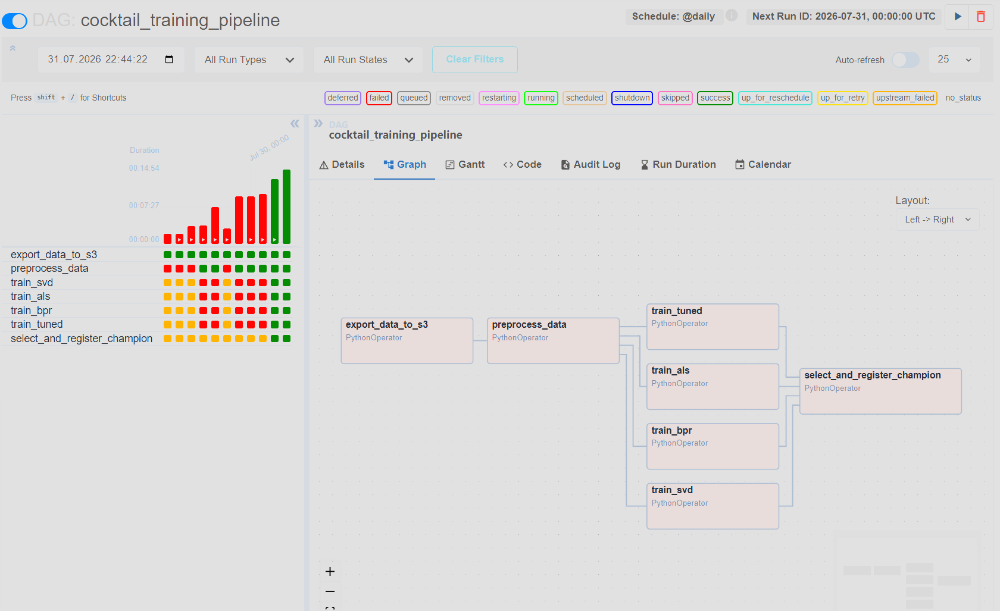 DAG: cocktail_training_pipeline
Schedule: @daily
Next Run ID: 2026-07-31, 00:00:00 UTC
31.07.2026 22:44:22
All Run Types
All Run States
Clear Filters
Auto-refresh
25
Press shift + / for Shortcuts
deferred
failed
queued
removed
restarting
running
scheduled
shutdown
skipped
success
up_for_reschedule
up_for_retry
upstream_failed
no_status
DAG
cocktail_training_pipeline
Details
Graph
Gantt
Code
Audit Log
Run Duration
Calendar
Jul 30, 00:00
Duration
00:14:54
00:07:27
00:00:00
export_data_to_s3
preprocess_data
train_svd
train_als
train_bpr
train_tuned
select_and_register_champion
Layout:
Left -> Right
export_data_to_s3
PythonOperator
preprocess_data
PythonOperator
train_tuned
PythonOperator
train_als
PythonOperator
train_bpr
PythonOperator
train_svd
PythonOperator
select_and_register_champion
PythonOperator